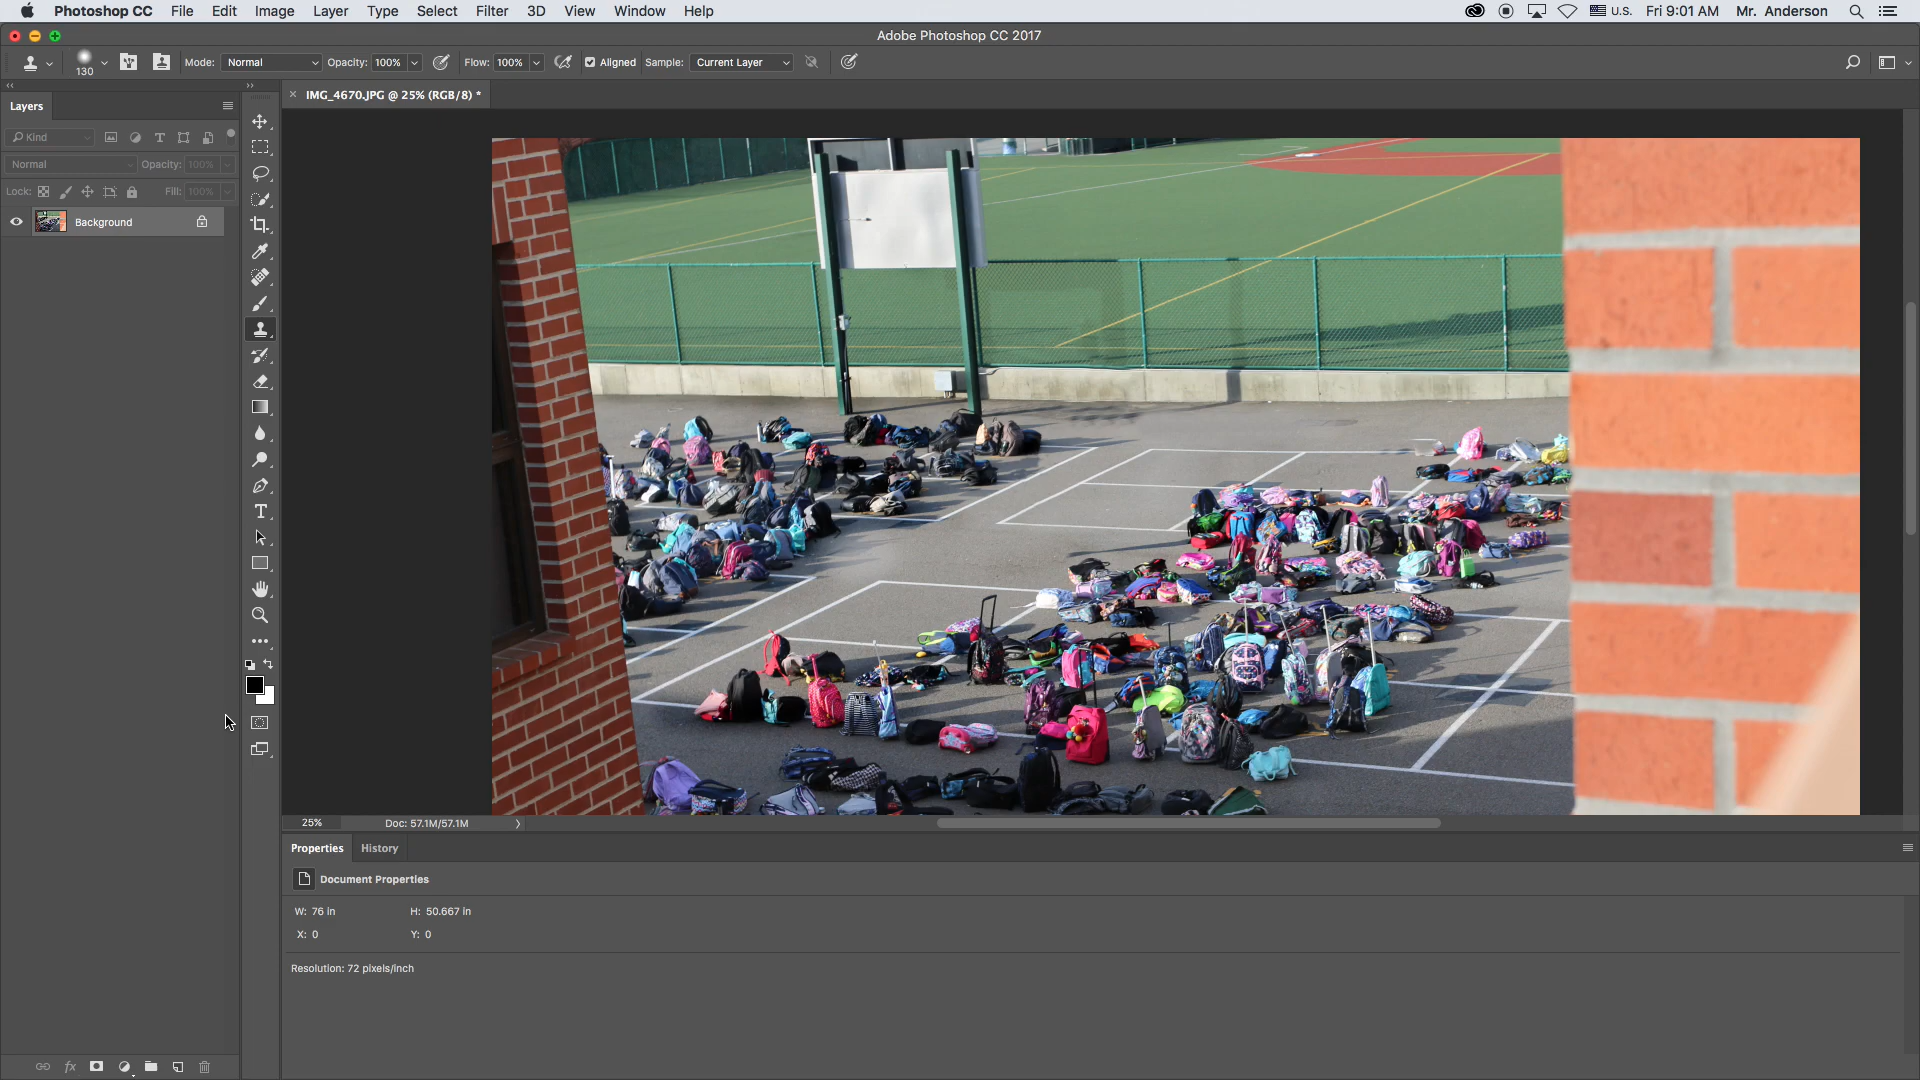 Photoshop CC File Edit Image Layer Type Select Filter 3D View Window Help U.S. Fri 9:01 AM Mr. Anderson
Adobe Photoshop CC 2017
130 Mode: Normal Opacity: 100% Flow: 100% Aligned Sample: Current Layer
Layers
× IMG_4670.JPG @ 25% (RGB/8) *
Kind
Normal Opacity: 100%
Lock: Fill: 100%
Background
25% Doc: 57.1M/57.1M
Properties History
Document Properties
W: 76 in H: 50.667 in
X: 0 Y: 0
Resolution: 72 pixels/inch
fx